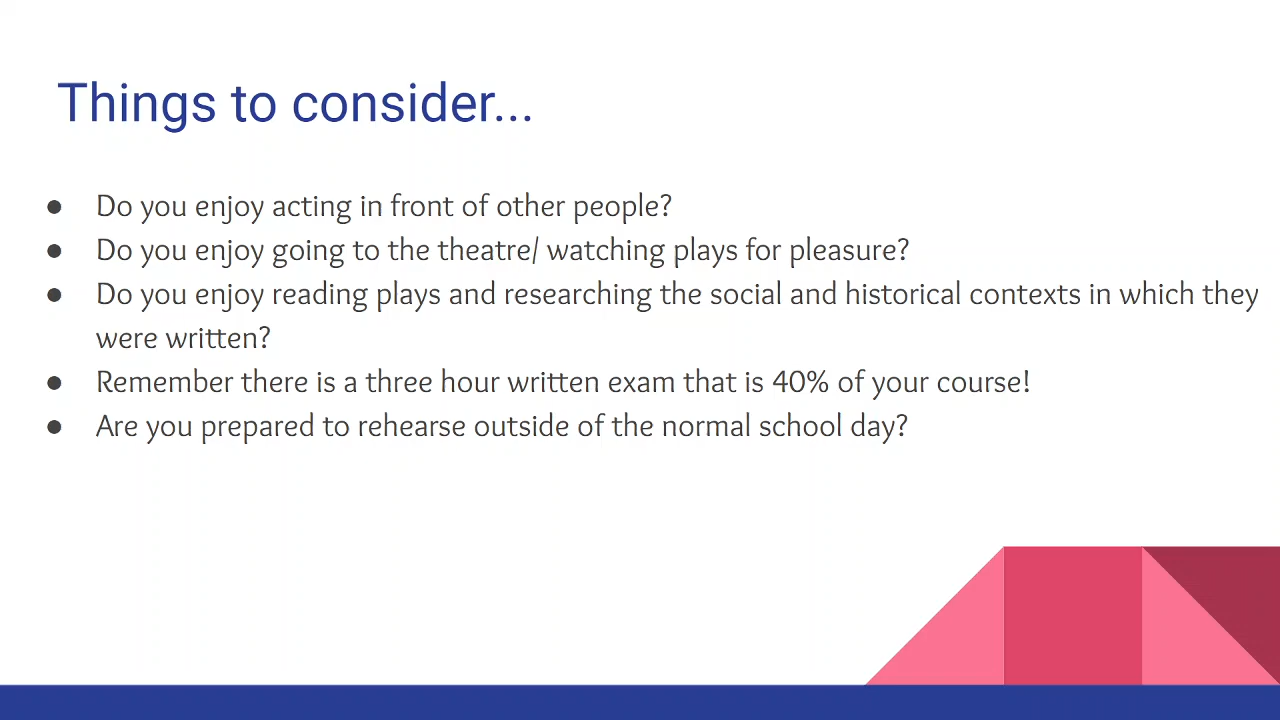 Things to consider...
● Do you enjoy acting in front of other people?
● Do you enjoy going to the theatre/ watching plays for pleasure?
● Do you enjoy reading plays and researching the social and historical contexts in which they
were written?
● Remember there is a three hour written exam that is 40% of your course!
● Are you prepared to rehearse outside of the normal school day?